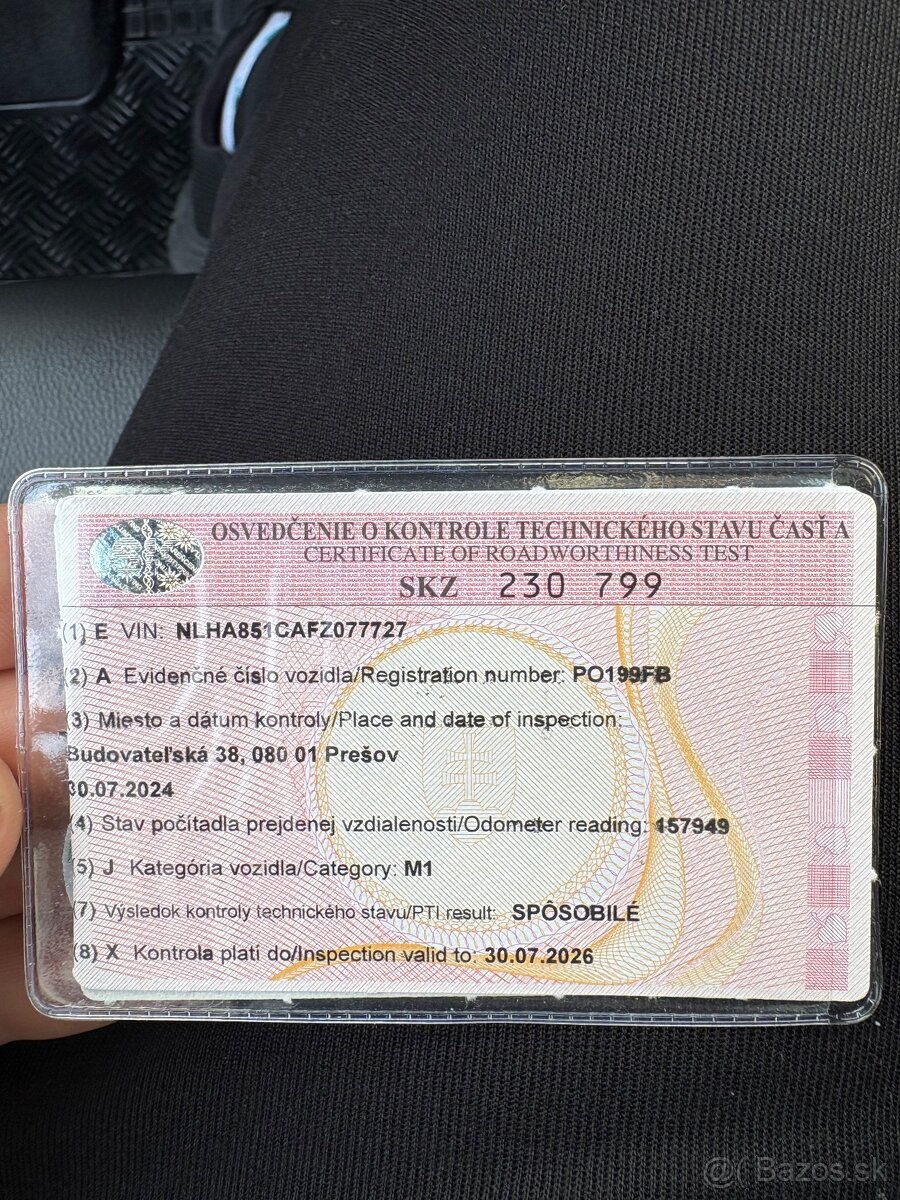 OSVEDČENIE O KONTROLE TECHNICKÉHO STAVU ČASŤ A
CERTIFICATE OF ROADWORTHINESS TEST
SKZ 230 799
(1) E VIN: NLHA851CAFZ077727
(2) A Evidenčné číslo vozidla/Registration number: PO199FB
(3) Miesto a dátum kontroly/Place and date of inspection:
Budovateľská 38, 080 01 Prešov
30.07.2024
(4) Stav počítadla prejdenej vzdialenosti/Odometer reading: 157949
(5) J Kategória vozidla/Category: M1
(7) Výsledok kontroly technického stavu/PTI result: SPÔSOBILÉ
(8) X Kontrola platí do/Inspection valid to: 30.07.2026
Bazos.sk